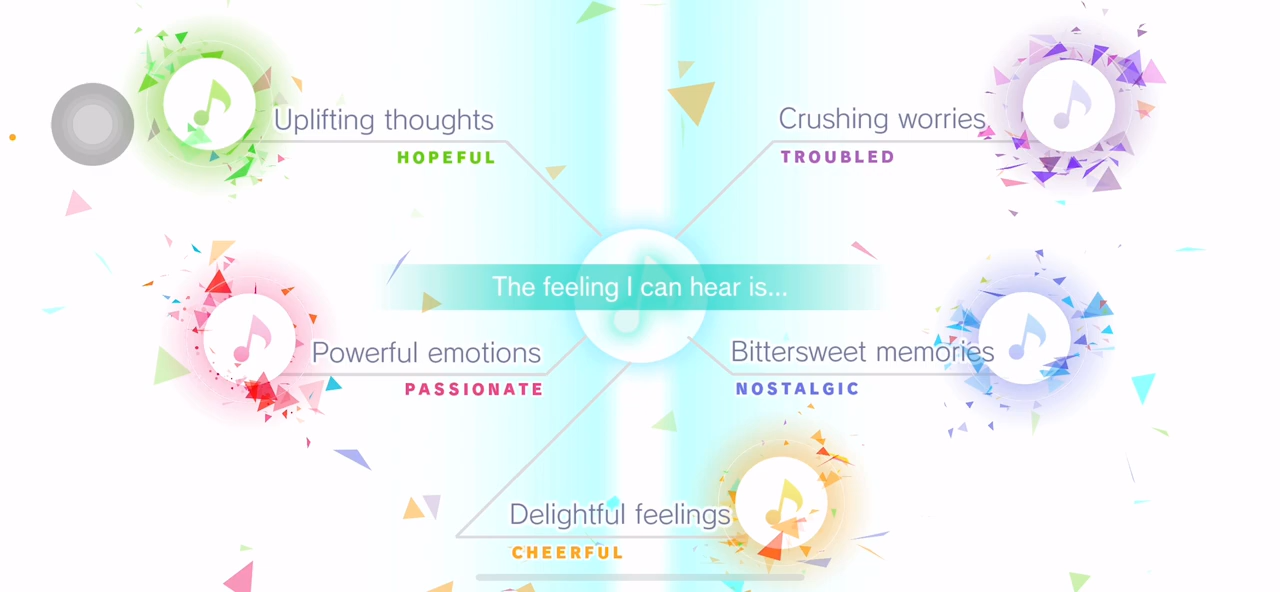 Uplifting thoughts
HOPEFUL
Crushing worries
TROUBLED
The feeling I can hear is...
Powerful emotions
PASSIONATE
Bittersweet memories
NOSTALGIC
Delightful feelings
CHEERFUL